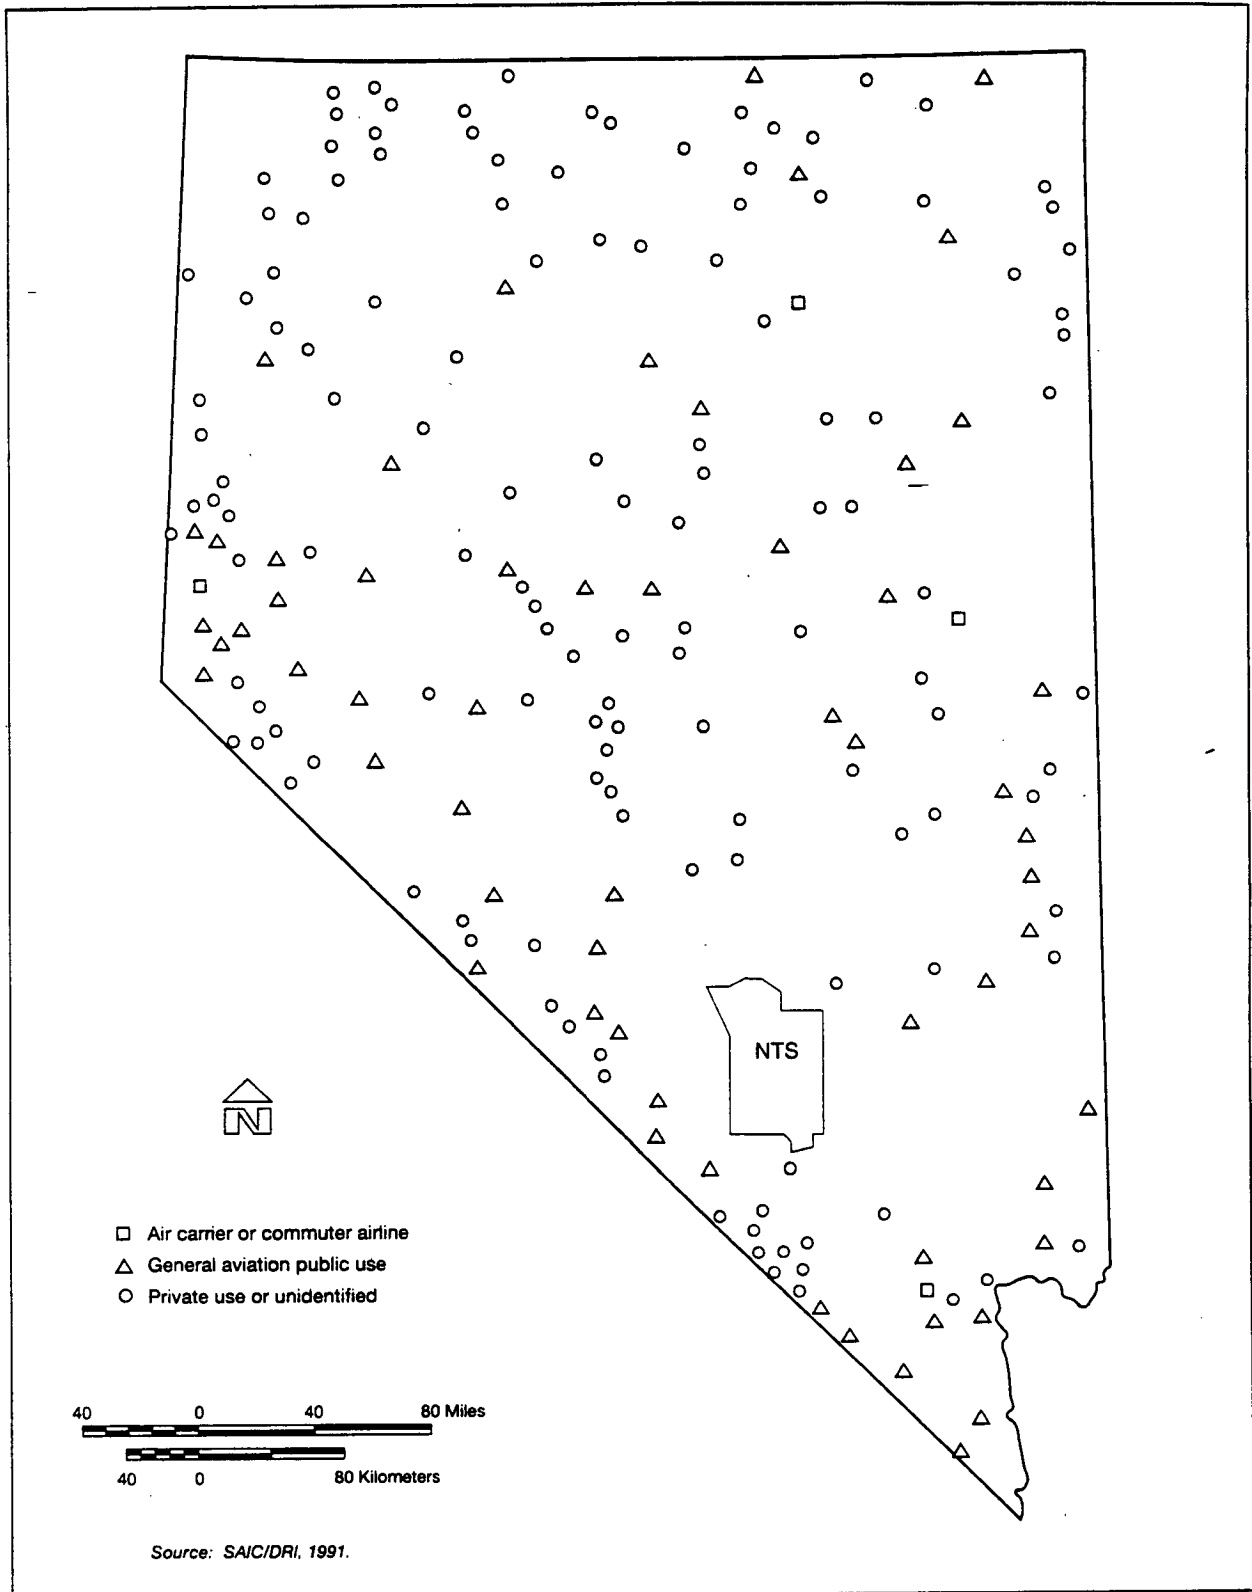 NTS
N
Air carrier or commuter airline
General aviation public use
Private use or unidentified
40 0 40 80 Miles
40 0 80 Kilometers
Source: SAIC/DRI, 1991.